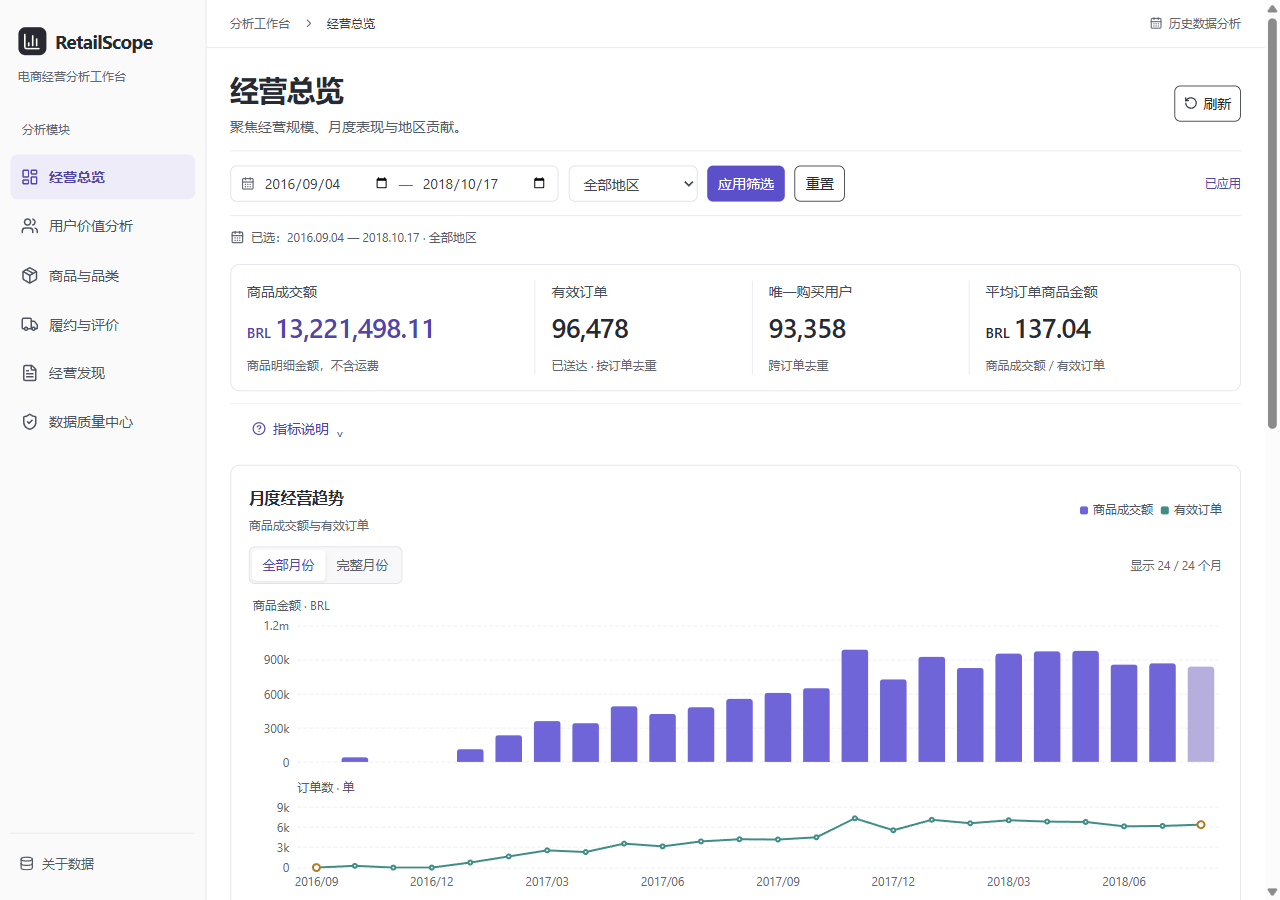 RetailScope
电商经营分析工作台
分析模块
经营总览
用户价值分析
商品与品类
履约与评价
经营发现
数据质量中心
关于数据
分析工作台 > 经营总览
历史数据分析
经营总览
聚焦经营规模、月度表现与地区贡献。
刷新
2016/09/04 — 2018/10/17
全部地区
应用筛选
重置
已应用
已选：2016.09.04 — 2018.10.17 · 全部地区
商品成交额
BRL 13,221,498.11
商品明细金额，不含运费
有效订单
96,478
已送达 · 按订单去重
唯一购买用户
93,358
跨订单去重
平均订单商品金额
BRL 137.04
商品成交额 / 有效订单
指标说明
月度经营趋势
商品成交额与有效订单
商品成交额 有效订单
全部月份 完整月份
显示 24 / 24 个月
商品金额 · BRL
1.2m
900k
600k
300k
0
订单数 · 单
9k
6k
3k
0
2016/09 2016/12 2017/03 2017/06 2017/09 2017/12 2018/03 2018/06